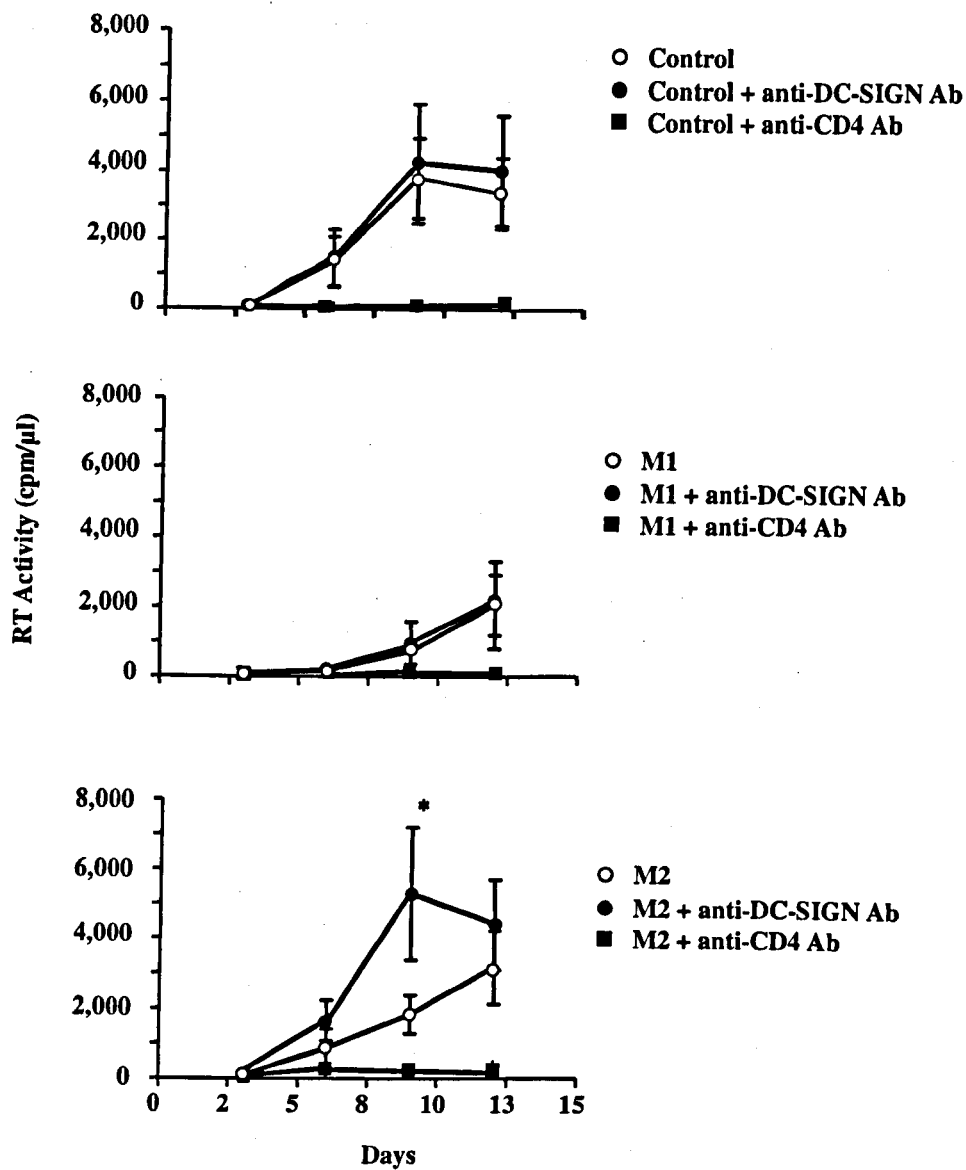 8,000
6,000
4,000
2,000
0
Control
Control + anti-DC-SIGN Ab
Control + anti-CD4 Ab
RT Activity (cpm/µl)
8,000
6,000
4,000
2,000
0
M1
M1 + anti-DC-SIGN Ab
M1 + anti-CD4 Ab
8,000
6,000
4,000
2,000
0
*
M2
M2 + anti-DC-SIGN Ab
M2 + anti-CD4 Ab
0 2 5 8 10 13 15
Days